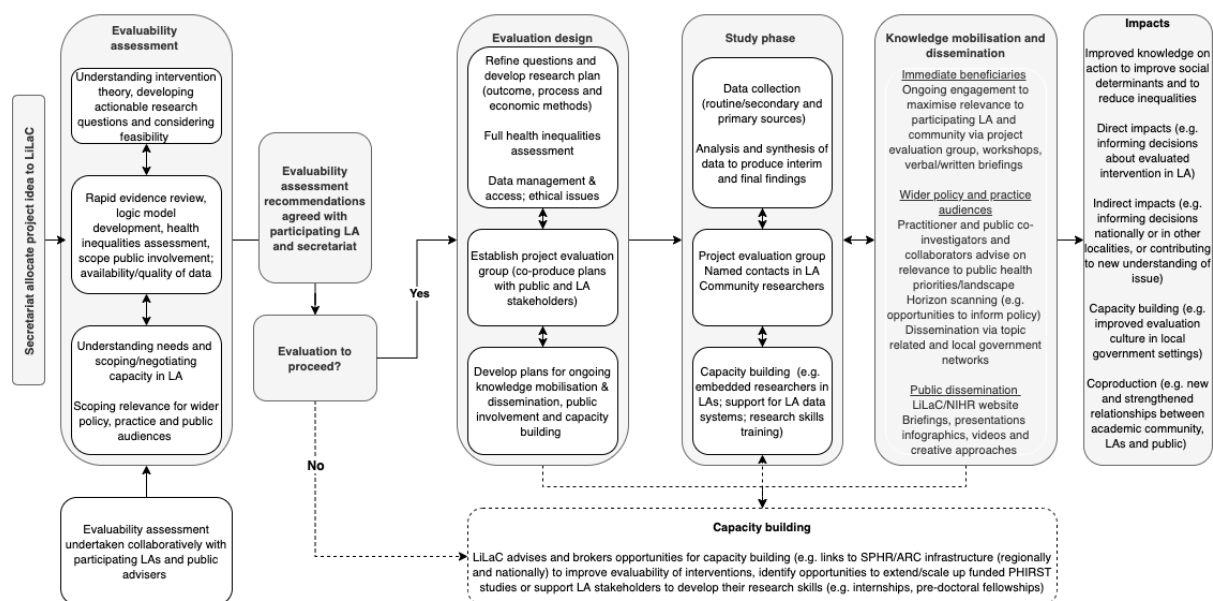 Secretariat allocate project idea to LiLaC
Evaluability
assessment
Understanding intervention
theory, developing
actionable research
questions and considering
feasibility
Rapid evidence review,
logic model
development, health
inequalities assessment,
scope public involvement;
availability/quality of data
Understanding needs and
scoping/negotiating
capacity in LA
Scoping relevance for wider
policy, practice and public
audiences
Evaluability assessment
undertaken collaboratively with
participating LAs and public
advisers
Evaluability
assessment
recommendations
agreed with
participating LA
and secretariat
Evaluation to
proceed?
Yes
No
Evaluation design
Refine questions and
develop research plan
(outcome, process and
economic methods)
Full health inequalities
assessment
Data management &
access; ethical issues
Establish project evaluation
group (co-produce plans
with public and LA
stakeholders)
Develop plans for ongoing
knowledge mobilisation &
dissemination, public
involvement and capacity
building
Study phase
Data collection
(routine/secondary and
primary sources)
Analysis and synthesis of
data to produce interim
and final findings
Project evaluation group
Named contacts in LA
Community researchers
Capacity building (e.g.
embedded researchers in
LAs; support for LA data
systems; research skills
training)
Knowledge mobilisation and
dissemination
Immediate beneficiaries
Ongoing engagement to
maximise relevance to
participating LA and
community via project
evaluation group, workshops,
verbal/written briefings
Wider policy and practice
audiences
Practitioner and public co-
investigators and
collaborators advise on
relevance to public health
priorities/landscape
Horizon scanning (e.g.
opportunities to inform policy)
Dissemination via topic
related and local government
networks
Public dissemination
LiLaC/NIHR website
Briefings, presentations
infographics, videos and
creative approaches
Impacts
Improved knowledge on
action to improve social
determinants and to
reduce inequalities
Direct impacts (e.g.
informing decisions
about evaluated
intervention in LA)
Indirect impacts (e.g.
informing decisions
nationally or in other
localities, or contributing
to new understanding of
issue)
Capacity building (e.g.
improved evaluation
culture in local
government settings)
Coproduction (e.g. new
and strengthened
relationships between
academic community,
LAs and public)
Capacity building
LiLaC advises and brokers opportunities for capacity building (e.g. links to SPHR/ARC infrastructure (regionally
and nationally) to improve evaluability of interventions, identify opportunities to extend/scale up funded PHIRST
studies or support LA stakeholders to develop their research skills (e.g. internships, pre-doctoral fellowships)